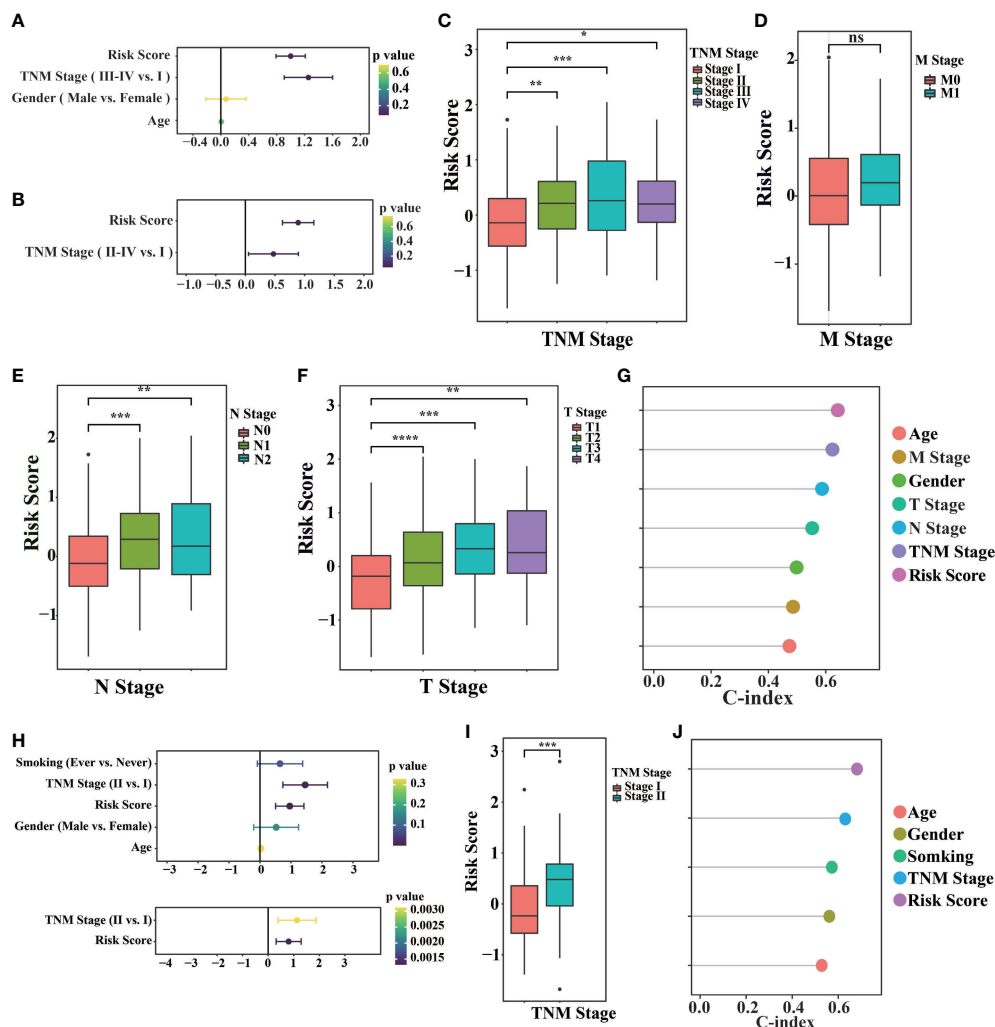 A
Risk Score
TNM Stage ( III-IV vs. I )
Gender ( Male vs. Female )
Age
−0.4 0.0 0.4 0.8 1.2 1.6 2.0
p value
0.6
0.4
0.2
B
Risk Score
TNM Stage ( II-IV vs. I )
−1.0 −0.5 0.0 0.5 1.0 1.5 2.0
p value
0.6
0.4
0.2
C
Risk Score
3
2
1
0
−1
*
***
**
TNM Stage
TNM Stage
Stage I
Stage II
Stage III
Stage IV
D
Risk Score
2
1
0
−1
ns
M Stage
M Stage
M0
M1
E
Risk Score
2
1
0
−1
**
***
N Stage
N Stage
N0
N1
N2
F
Risk Score
3
2
1
0
−1
**
***
****
T Stage
T Stage
T1
T2
T3
T4
G
0.0 0.2 0.4 0.6
C-index
Age
M Stage
Gender
T Stage
N Stage
TNM Stage
Risk Score
H
Smoking (Ever vs. Never)
TNM Stage (II vs. I)
Risk Score
Gender (Male vs. Female)
Age
−3 −2 −1 0 1 2 3
p value
0.3
0.2
0.1
TNM Stage (II vs. I)
Risk Score
−4 −3 −2 −1 0 1 2 3
p value
0.0030
0.0025
0.0020
0.0015
I
Risk Score
3
2
1
0
−1
***
TNM Stage
TNM Stage
Stage I
Stage II
J
0.0 0.2 0.4 0.6
C-index
Age
Gender
Somking
TNM Stage
Risk Score